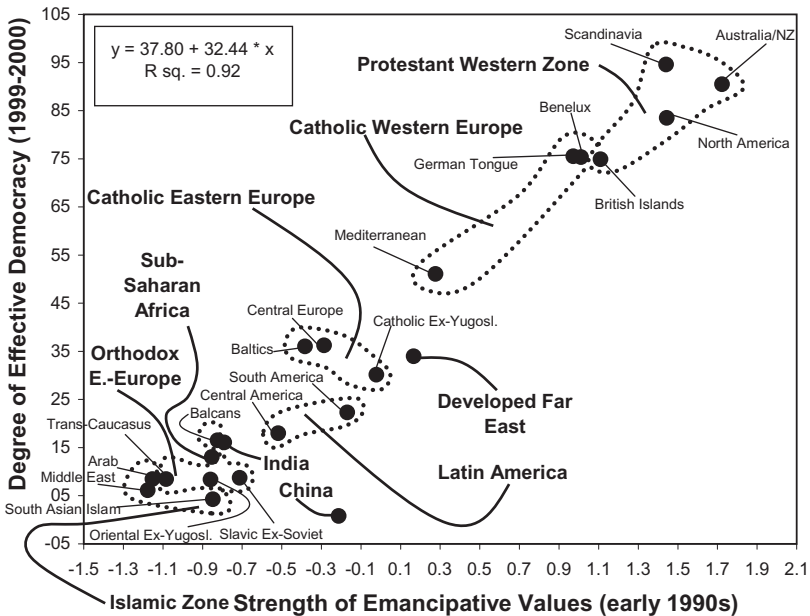 Degree of Effective Democracy (1999-2000)
105
95
85
75
65
55
45
35
25
15
05
-05
y = 37.80 + 32.44 * x
R sq. = 0.92
Scandinavia
Australia/NZ
Protestant Western Zone
Benelux
North America
Catholic Western Europe
German Tongue
British Islands
Catholic Eastern Europe
Mediterranean
Sub-
Saharan
Africa
Central Europe
Catholic Ex-Yugosl.
Baltics
Orthodox
E.-Europe
South America
Central America
Developed Far
East
Balcans
Trans-Caucasus
India
Latin America
Arab
Middle East
China
South Asian Islam
Oriental Ex-Yugosl.
Slavic Ex-Soviet
-1.5 -1.3 -1.1 -0.9 -0.7 -0.5 -0.3 -0.1 0.1 0.3 0.5 0.7 0.9 1.1 1.3 1.5 1.7 1.9 2.1
Islamic Zone
Strength of Emancipative Values (early 1990s)